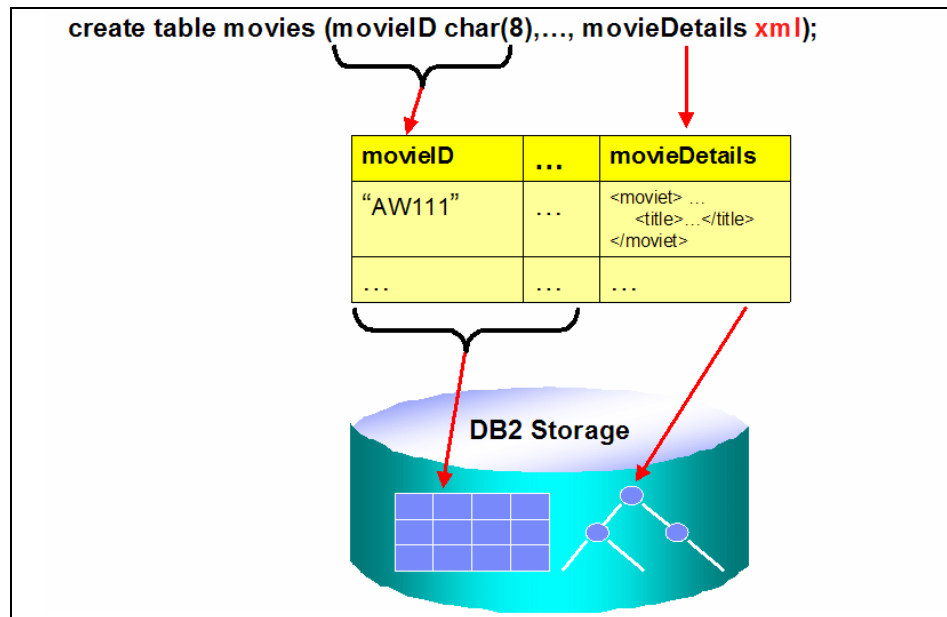 create table movies (movieID char(8),…, movieDetails xml);
movieID … movieDetails
“AW111” … <moviet> …
<title>…</title>
</moviet>
… … …
DB2 Storage